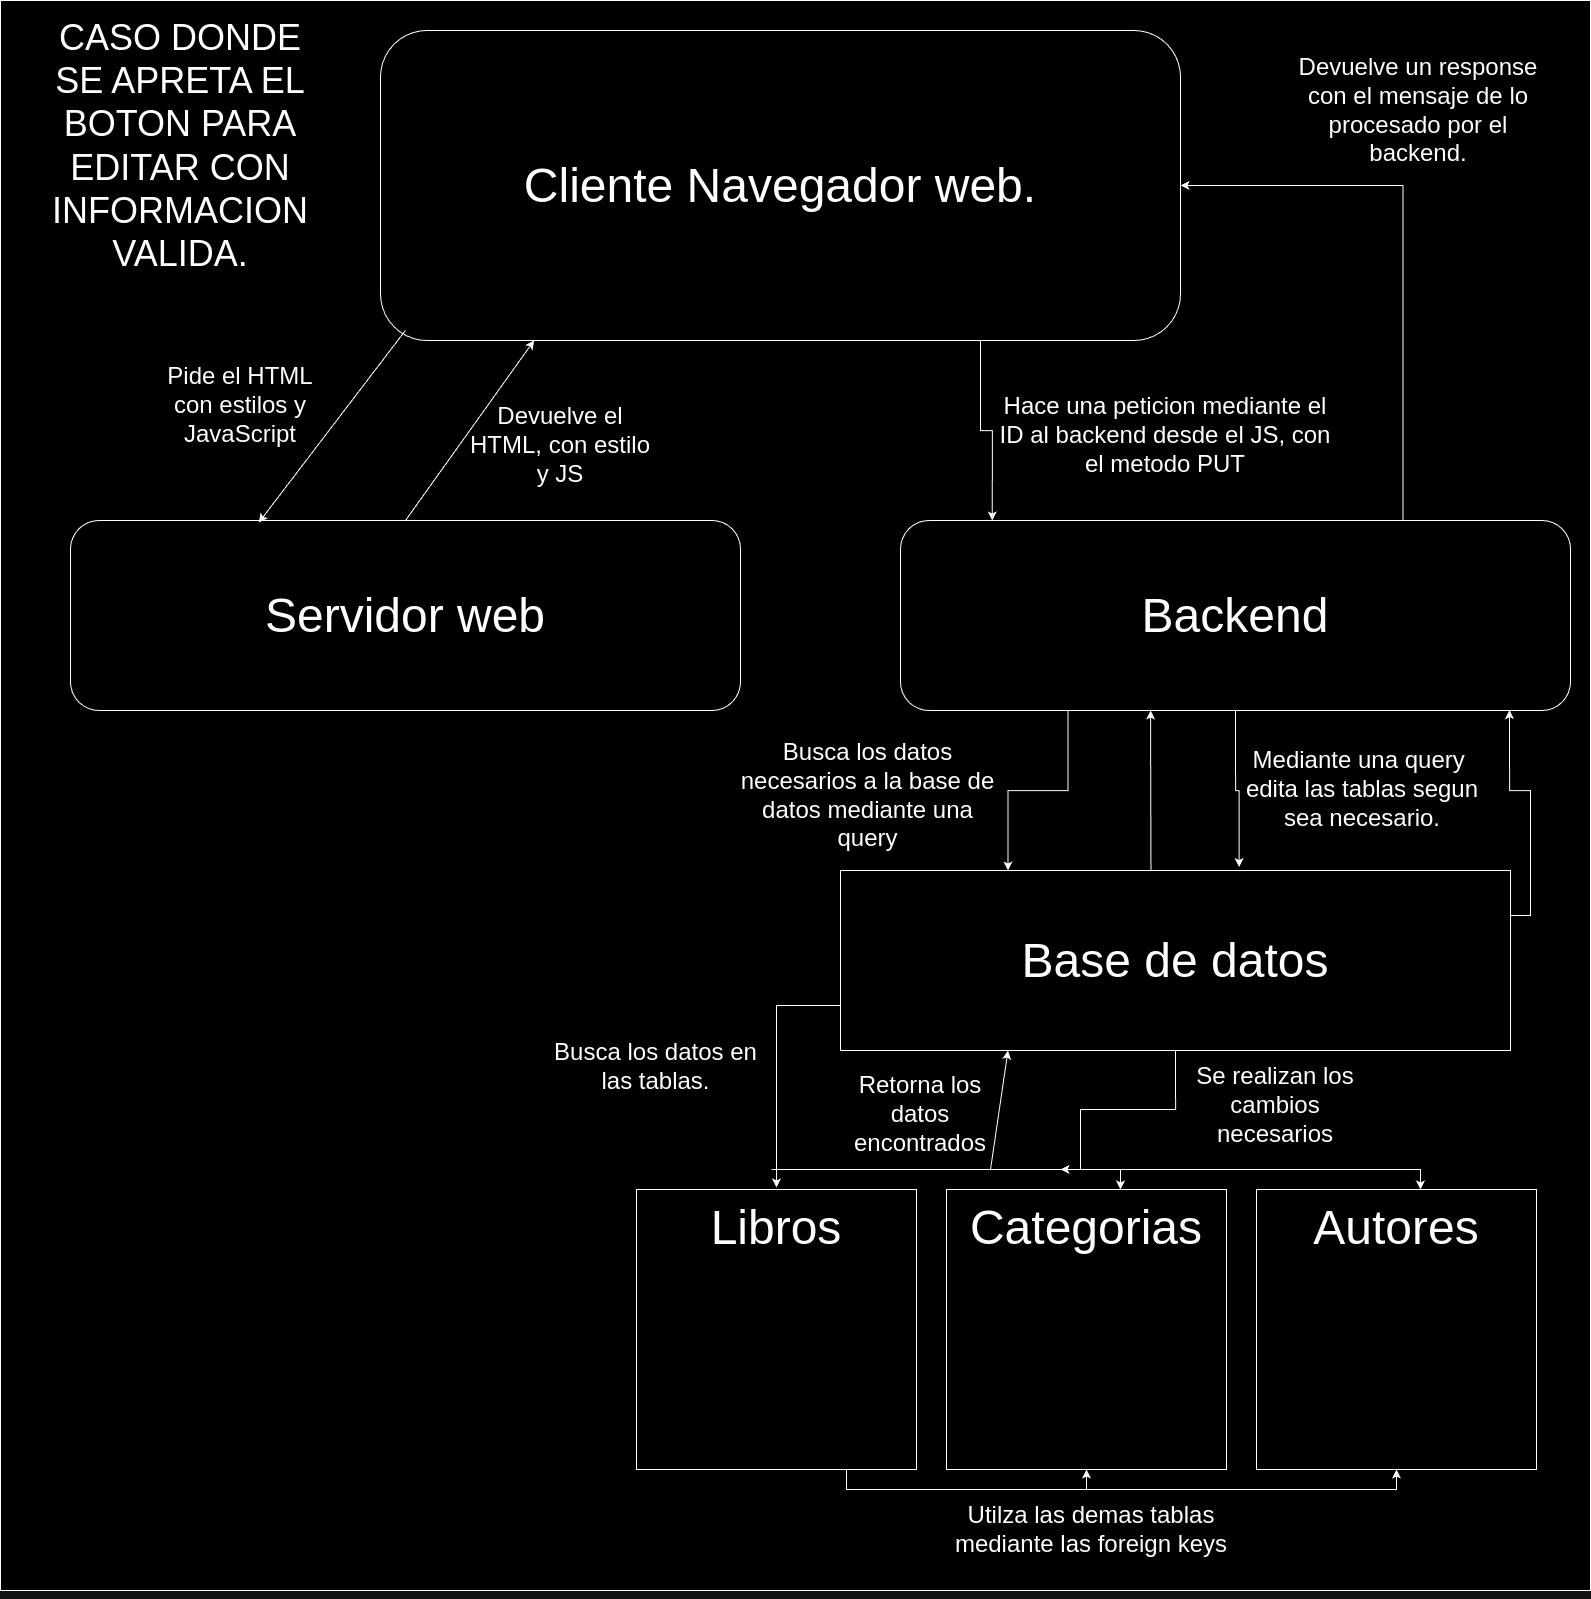 CASO DONDE
SE APRETA EL
BOTON PARA
EDITAR CON
INFORMACION
VALIDA.
Cliente Navegador web.
Devuelve un response
con el mensaje de lo
procesado por el
backend.
Pide el HTML
con estilos y
JavaScript
Devuelve el
HTML, con estilo
y JS
Hace una peticion mediante el
ID al backend desde el JS, con
el metodo PUT
Servidor web
Backend
Busca los datos
necesarios a la base de
datos mediante una
query
Mediante una query
edita las tablas segun
sea necesario.
Base de datos
Busca los datos en
las tablas.
Retorna los
datos
encontrados
Se realizan los
cambios
necesarios
Libros
Categorias
Autores
Utilza las demas tablas
mediante las foreign keys